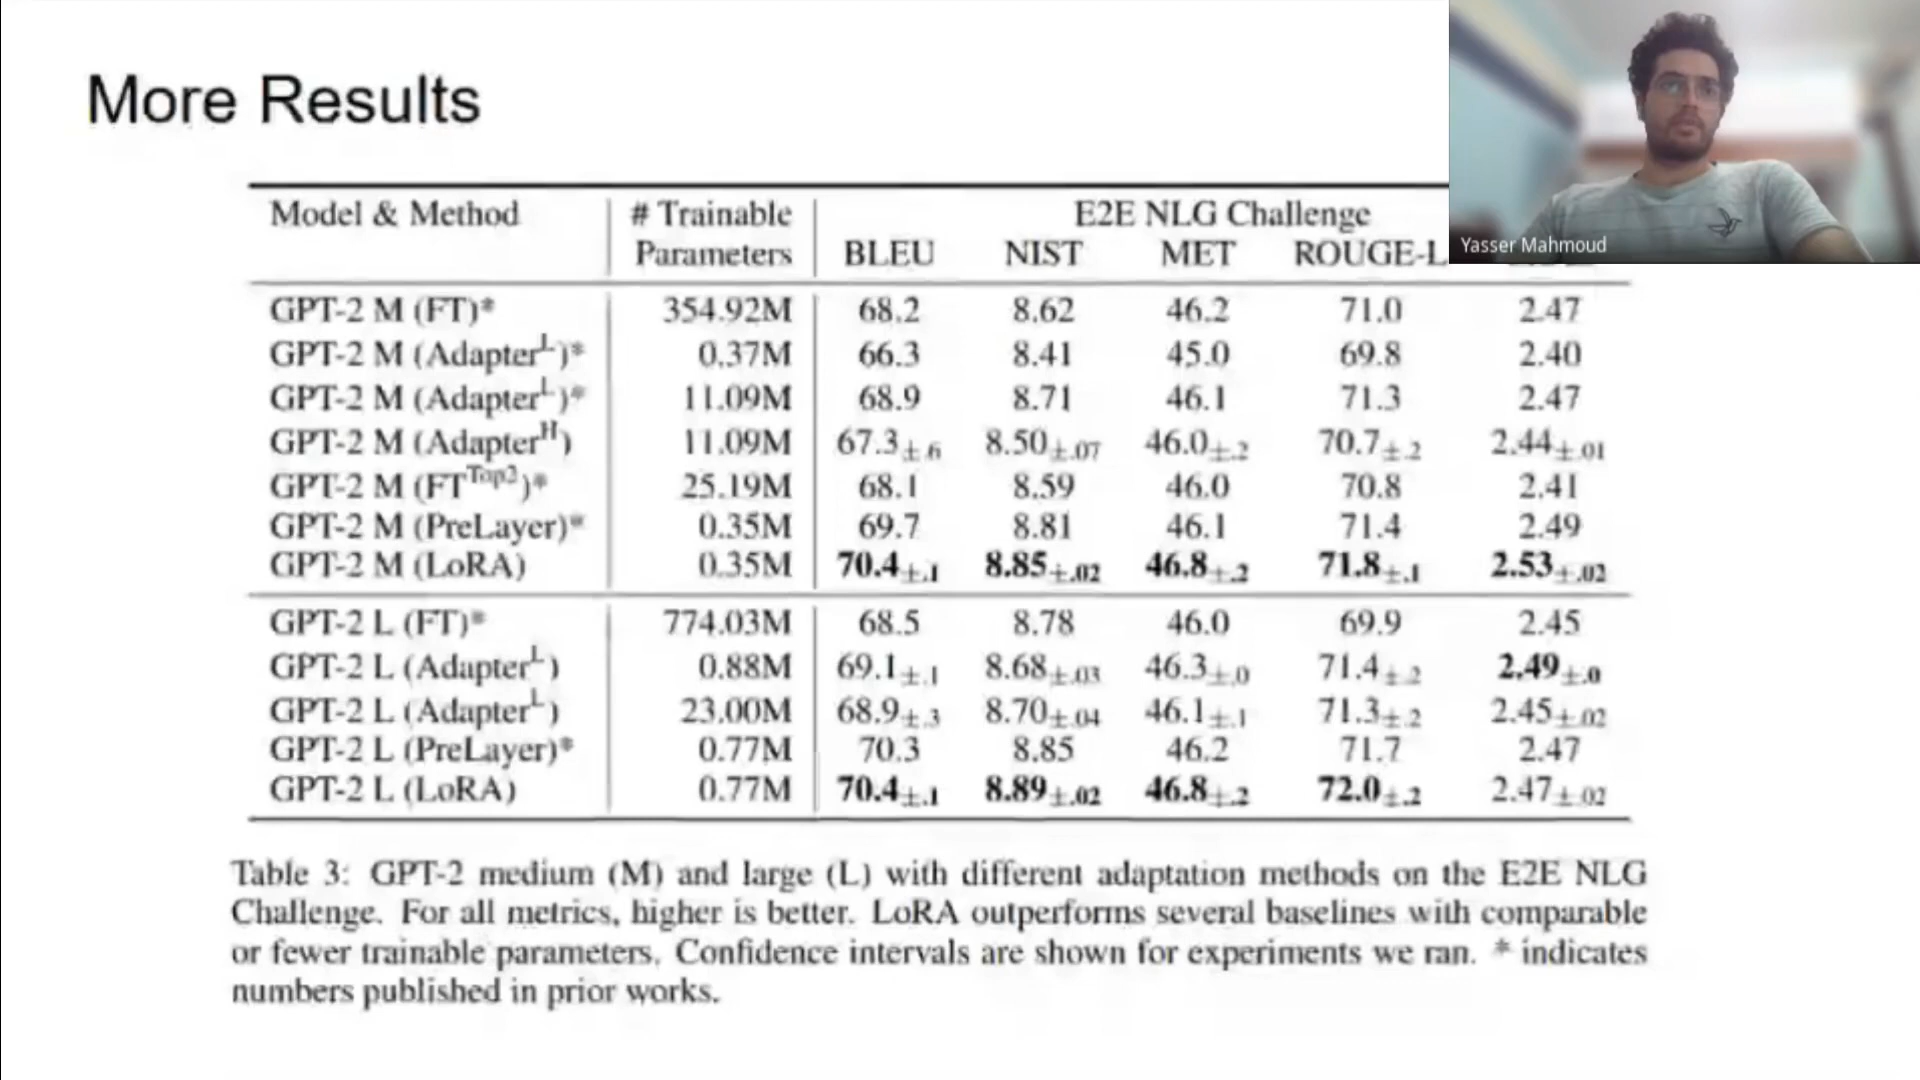 More Results
Yasser Mahmoud
Model & Method # Trainable E2E NLG Challenge
Parameters BLEU NIST MET ROUGE-L
GPT-2 M (FT)* 354.92M 68.2 8.62 46.2 71.0 2.47
GPT-2 M (Adapter^L)* 0.37M 66.3 8.41 45.0 69.8 2.40
GPT-2 M (Adapter^L)* 11.09M 68.9 8.71 46.1 71.3 2.47
GPT-2 M (Adapter^H) 11.09M 67.3±.6 8.50±.07 46.0±.2 70.7±.2 2.44±.01
GPT-2 M (FT^Top2)* 25.19M 68.1 8.59 46.0 70.8 2.41
GPT-2 M (PreLayer)* 0.35M 69.7 8.81 46.1 71.4 2.49
GPT-2 M (LoRA) 0.35M 70.4±.1 8.85±.02 46.8±.2 71.8±.1 2.53±.02
GPT-2 L (FT)* 774.03M 68.5 8.78 46.0 69.9 2.45
GPT-2 L (Adapter^L) 0.88M 69.1±.1 8.68±.03 46.3±.0 71.4±.2 2.49±.0
GPT-2 L (Adapter^L) 23.00M 68.9±.3 8.70±.04 46.1±.1 71.3±.2 2.45±.02
GPT-2 L (PreLayer)* 0.77M 70.3 8.85 46.2 71.7 2.47
GPT-2 L (LoRA) 0.77M 70.4±.1 8.89±.02 46.8±.2 72.0±.2 2.47±.02
Table 3: GPT-2 medium (M) and large (L) with different adaptation methods on the E2E NLG
Challenge. For all metrics, higher is better. LoRA outperforms several baselines with comparable
or fewer trainable parameters. Confidence intervals are shown for experiments we ran. * indicates
numbers published in prior works.